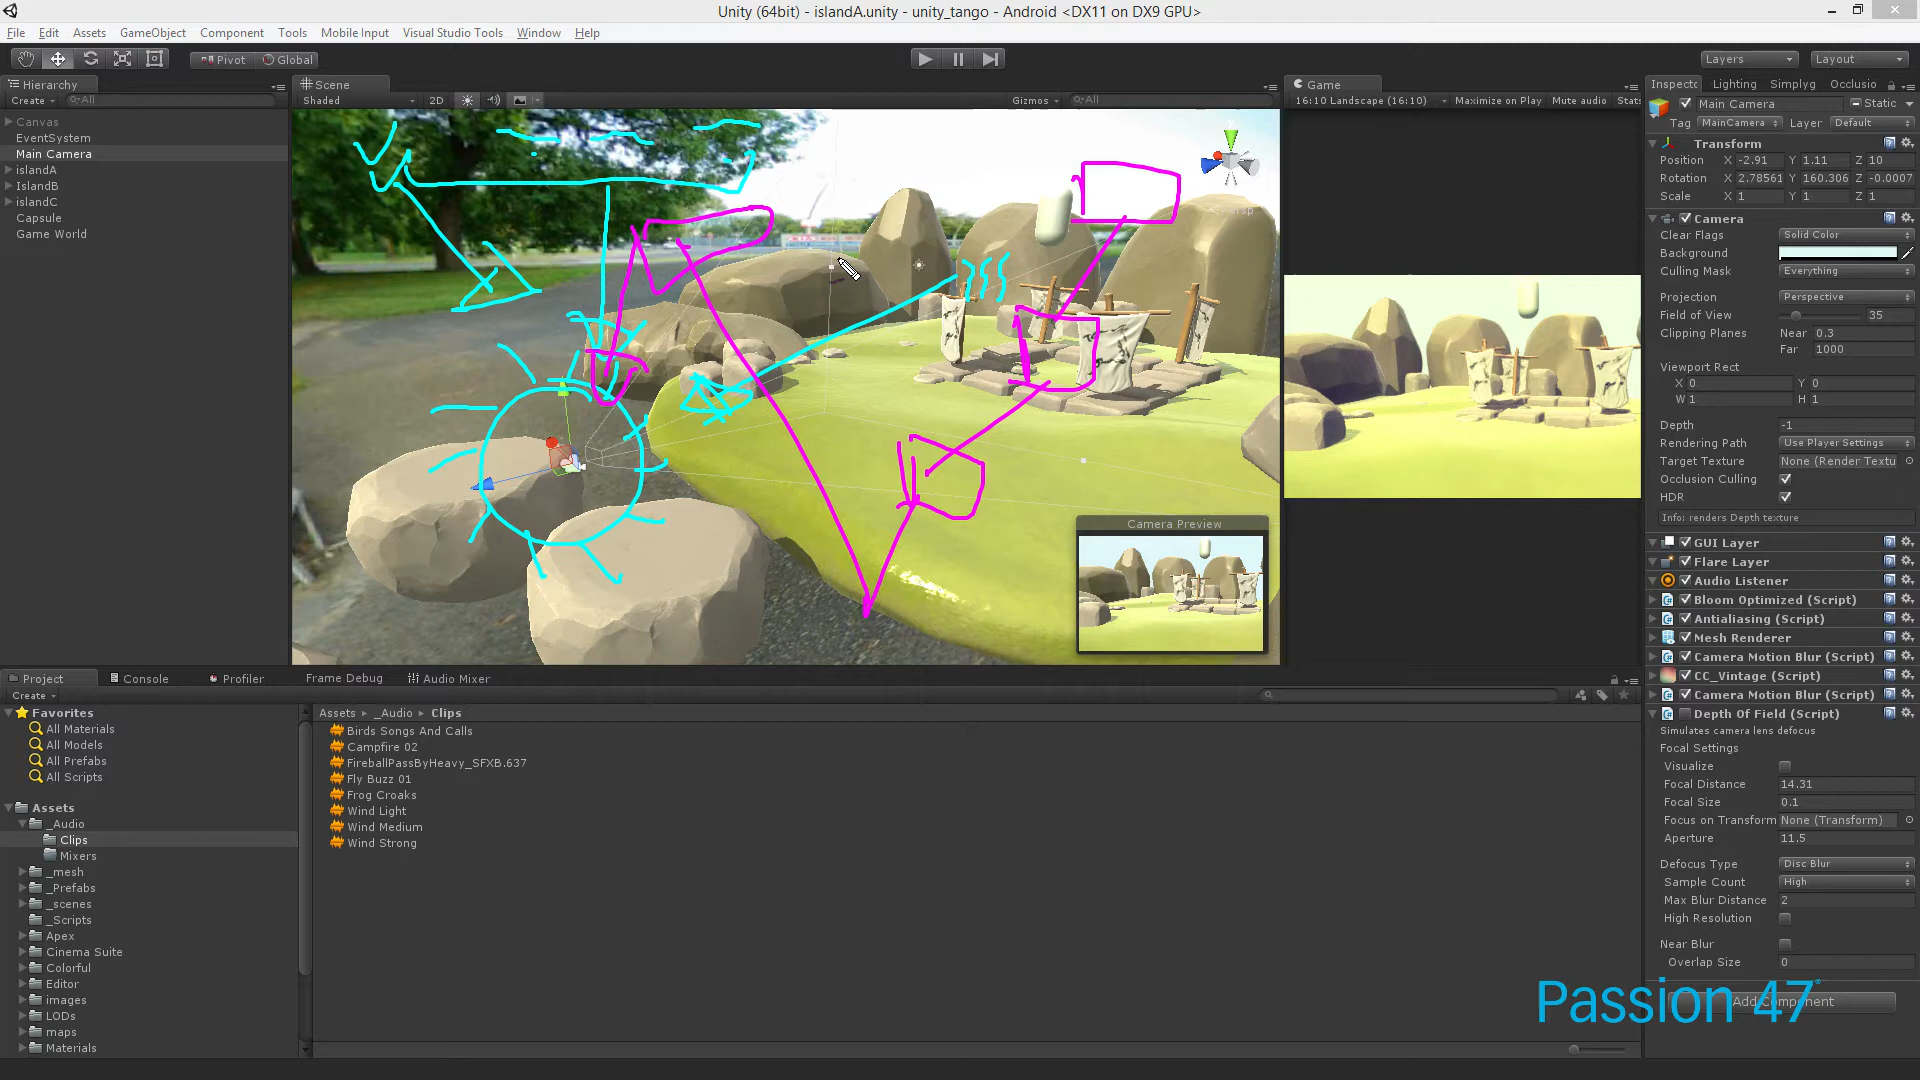 Unity (64bit) - islandA.unity - unity_tango - Android <DX11 on DX9 GPU>
File Edit Assets GameObject Component Tools Mobile Input Visual Studio Tools Window Help
Pivot Global Layers Layout
Hierarchy
Create All
Canvas
EventSystem
Main Camera
islandA
IslandB
islandC
Capsule
Game World
Scene
Shaded 2D Gizmos All
Persp
Camera Preview
Game
16:10 Landscape (16:10) Maximize on Play Mute audio Stats
Inspect Lighting Simplyg Occlusio
Main Camera Static
Tag MainCamera Layer Default
Transform
Position X -2.91 Y 1.11 Z 10
Rotation X 2.78561 Y 160.306 Z -0.0007
Scale X 1 Y 1 Z 1
Camera
Clear Flags Solid Color
Background
Culling Mask Everything
Projection Perspective
Field of View 35
Clipping Planes Near 0.3
Far 1000
Viewport Rect
X 0 Y 0
W 1 H 1
Depth -1
Rendering Path Use Player Settings
Target Texture None (Render Textu
Occlusion Culling
HDR
Info: renders Depth texture
GUI Layer
Flare Layer
Audio Listener
Bloom Optimized (Script)
Antialiasing (Script)
Mesh Renderer
Camera Motion Blur (Script)
CC_Vintage (Script)
Camera Motion Blur (Script)
Depth Of Field (Script)
Simulates camera lens defocus
Focal Settings
Visualize
Focal Distance 14.31
Focal Size 0.1
Focus on Transform None (Transform)
Aperture 11.5
Defocus Type Disc Blur
Sample Count High
Max Blur Distance 2
High Resolution
Near Blur
Overlap Size 0
Add Component
Passion 47
Project Console Profiler Frame Debug Audio Mixer
Create
Favorites
All Materials
All Models
All Prefabs
All Scripts
Assets
_Audio
Clips
Mixers
_mesh
_Prefabs
_scenes
_Scripts
Apex
Cinema Suite
Colorful
Editor
images
LODs
maps
Materials
Assets _Audio Clips
Birds Songs And Calls
Campfire 02
FireballPassByHeavy_SFXB.637
Fly Buzz 01
Frog Croaks
Wind Light
Wind Medium
Wind Strong